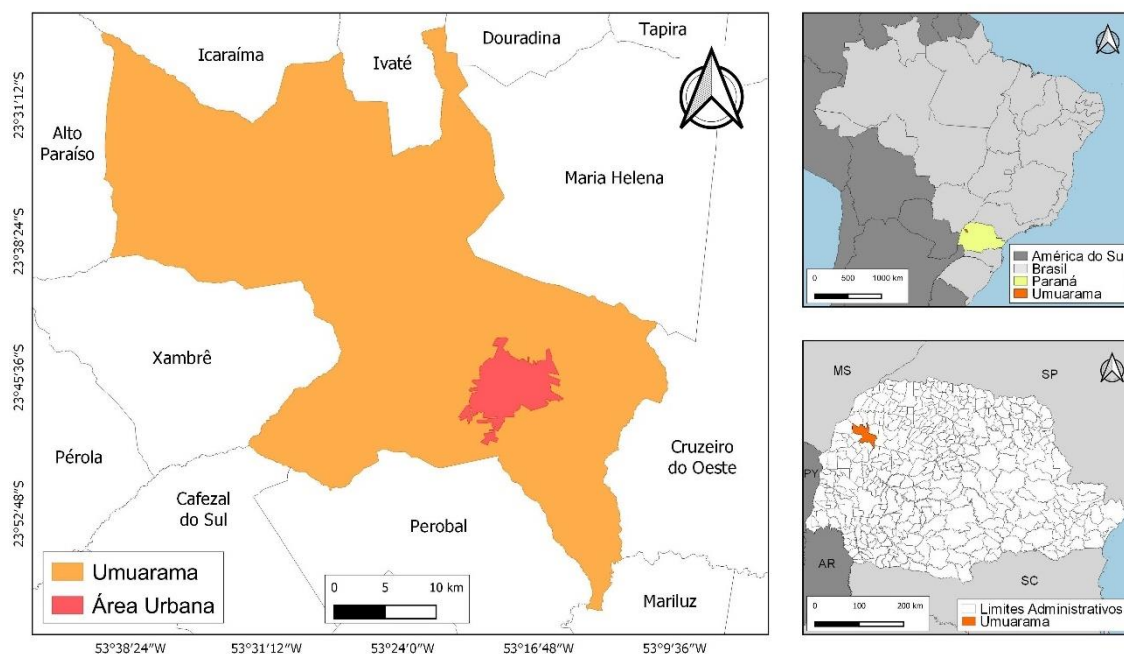 Icaraíma
Ivaté
Douradina
Tapira
Alto
Paraíso
Maria Helena
Xambrê
Pérola
Cafezal
do Sul
Perobal
Cruzeiro
do Oeste
Mariluz
Umuarama
Área Urbana
0 5 10 km
23°31'12"S
23°38'24"S
23°45'36"S
23°52'48"S
53°38'24"W
53°31'12"W
53°24'0"W
53°16'48"W
53°9'36"W
América do Su
Brasil
Paraná
Umuarama
0 500 1000 km
MS
SP
PY
AR
SC
0 100 200 km
Limites Administrativos
Umuarama